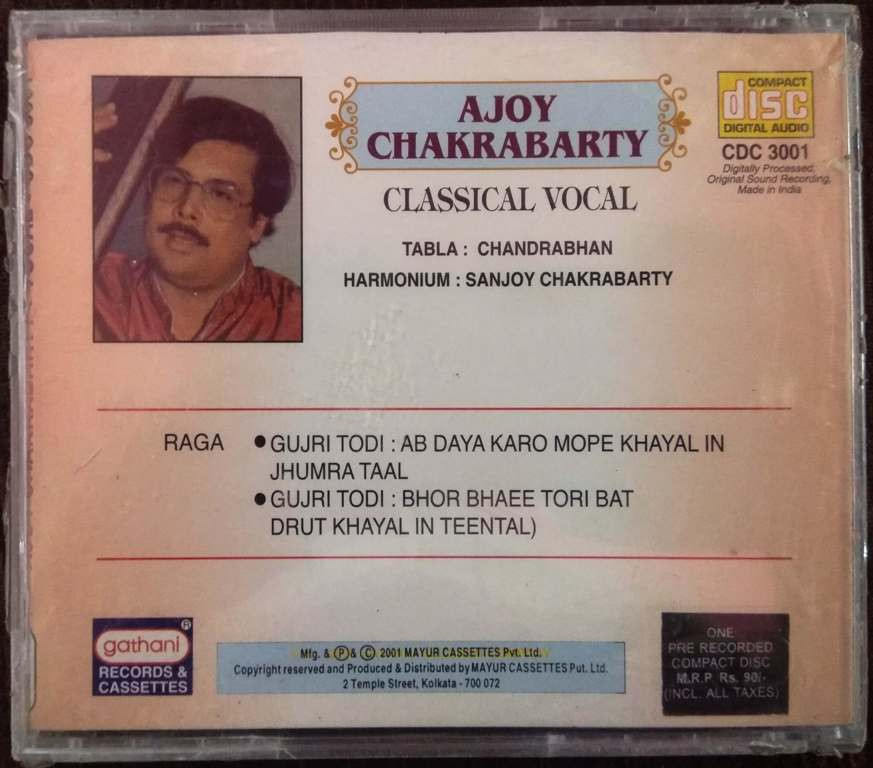 AJOY
CHAKRABARTY
CLASSICAL VOCAL
TABLA : CHANDRABHAN
HARMONIUM : SANJOY CHAKRABARTY
COMPACT
disc
DIGITAL AUDIO
CDC 3001
Digitally Processed,
Original Sound Recording,
Made in India
RAGA ● GUJRI TODI : AB DAYA KARO MOPE KHAYAL IN
JHUMRA TAAL
● GUJRI TODI : BHOR BHAEE TORI BAT
DRUT KHAYAL IN TEENTAL)
gathani ®
RECORDS &
CASSETTES
Mfg. & Ⓟ & © 2001 MAYUR CASSETTES Pvt. Ltd.
Copyright reserved and Produced & Distributed by MAYUR CASSETTES Put. Ltd.
2 Temple Street, Kolkata - 700 072
ONE
PRE RECORDED
COMPACT DISC
M.R.P Rs. 90/-
(INCL. ALL TAXES)